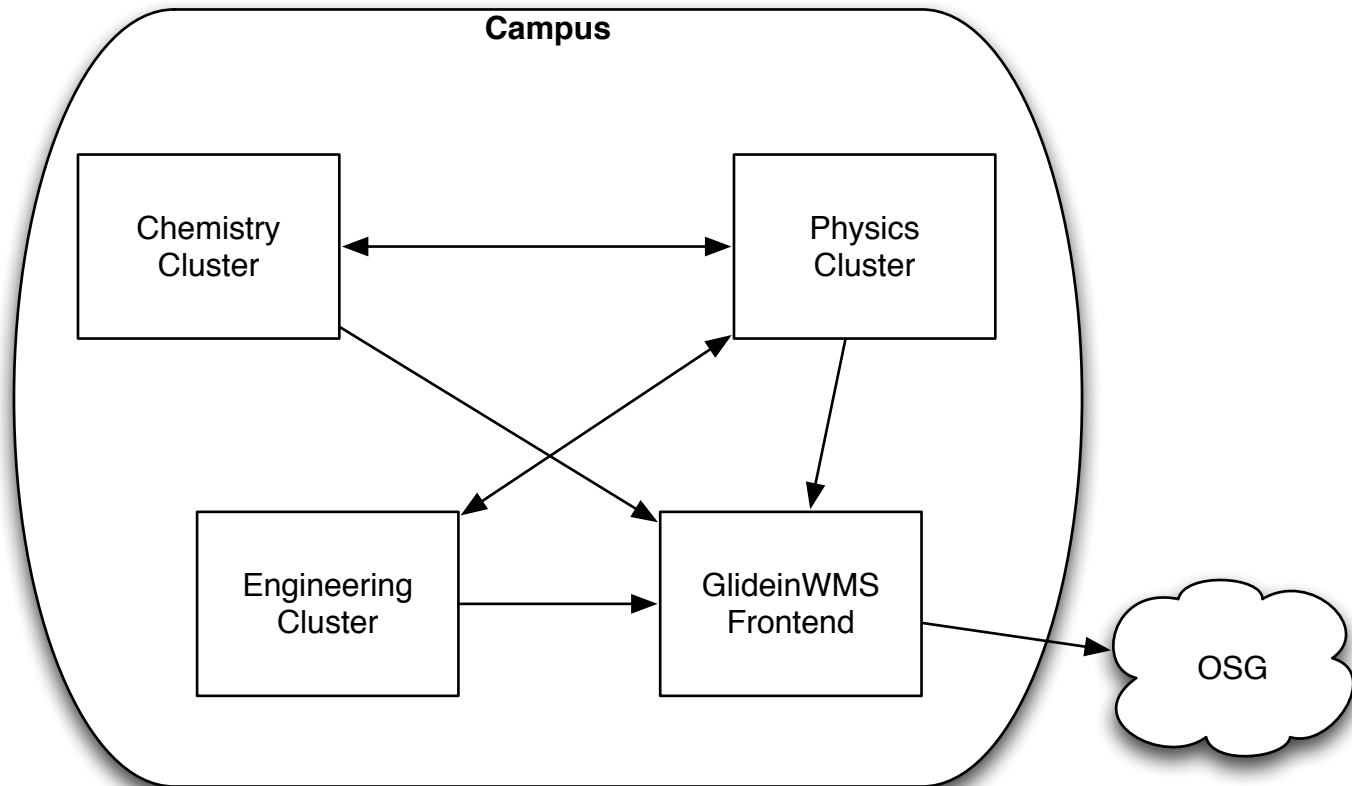 Campus
Chemistry
Cluster
Physics
Cluster
Engineering
Cluster
GlideinWMS
Frontend
OSG